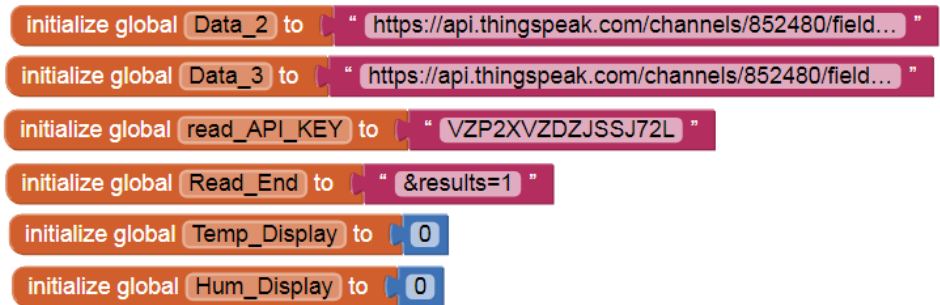 initialize global Data_2 to " https://api.thingspeak.com/channels/852480/field... "
initialize global Data_3 to " https://api.thingspeak.com/channels/852480/field... "
initialize global read_API_KEY to " VZP2XVZDZJSSJ72L "
initialize global Read_End to " &results=1 "
initialize global Temp_Display to 0
initialize global Hum_Display to 0